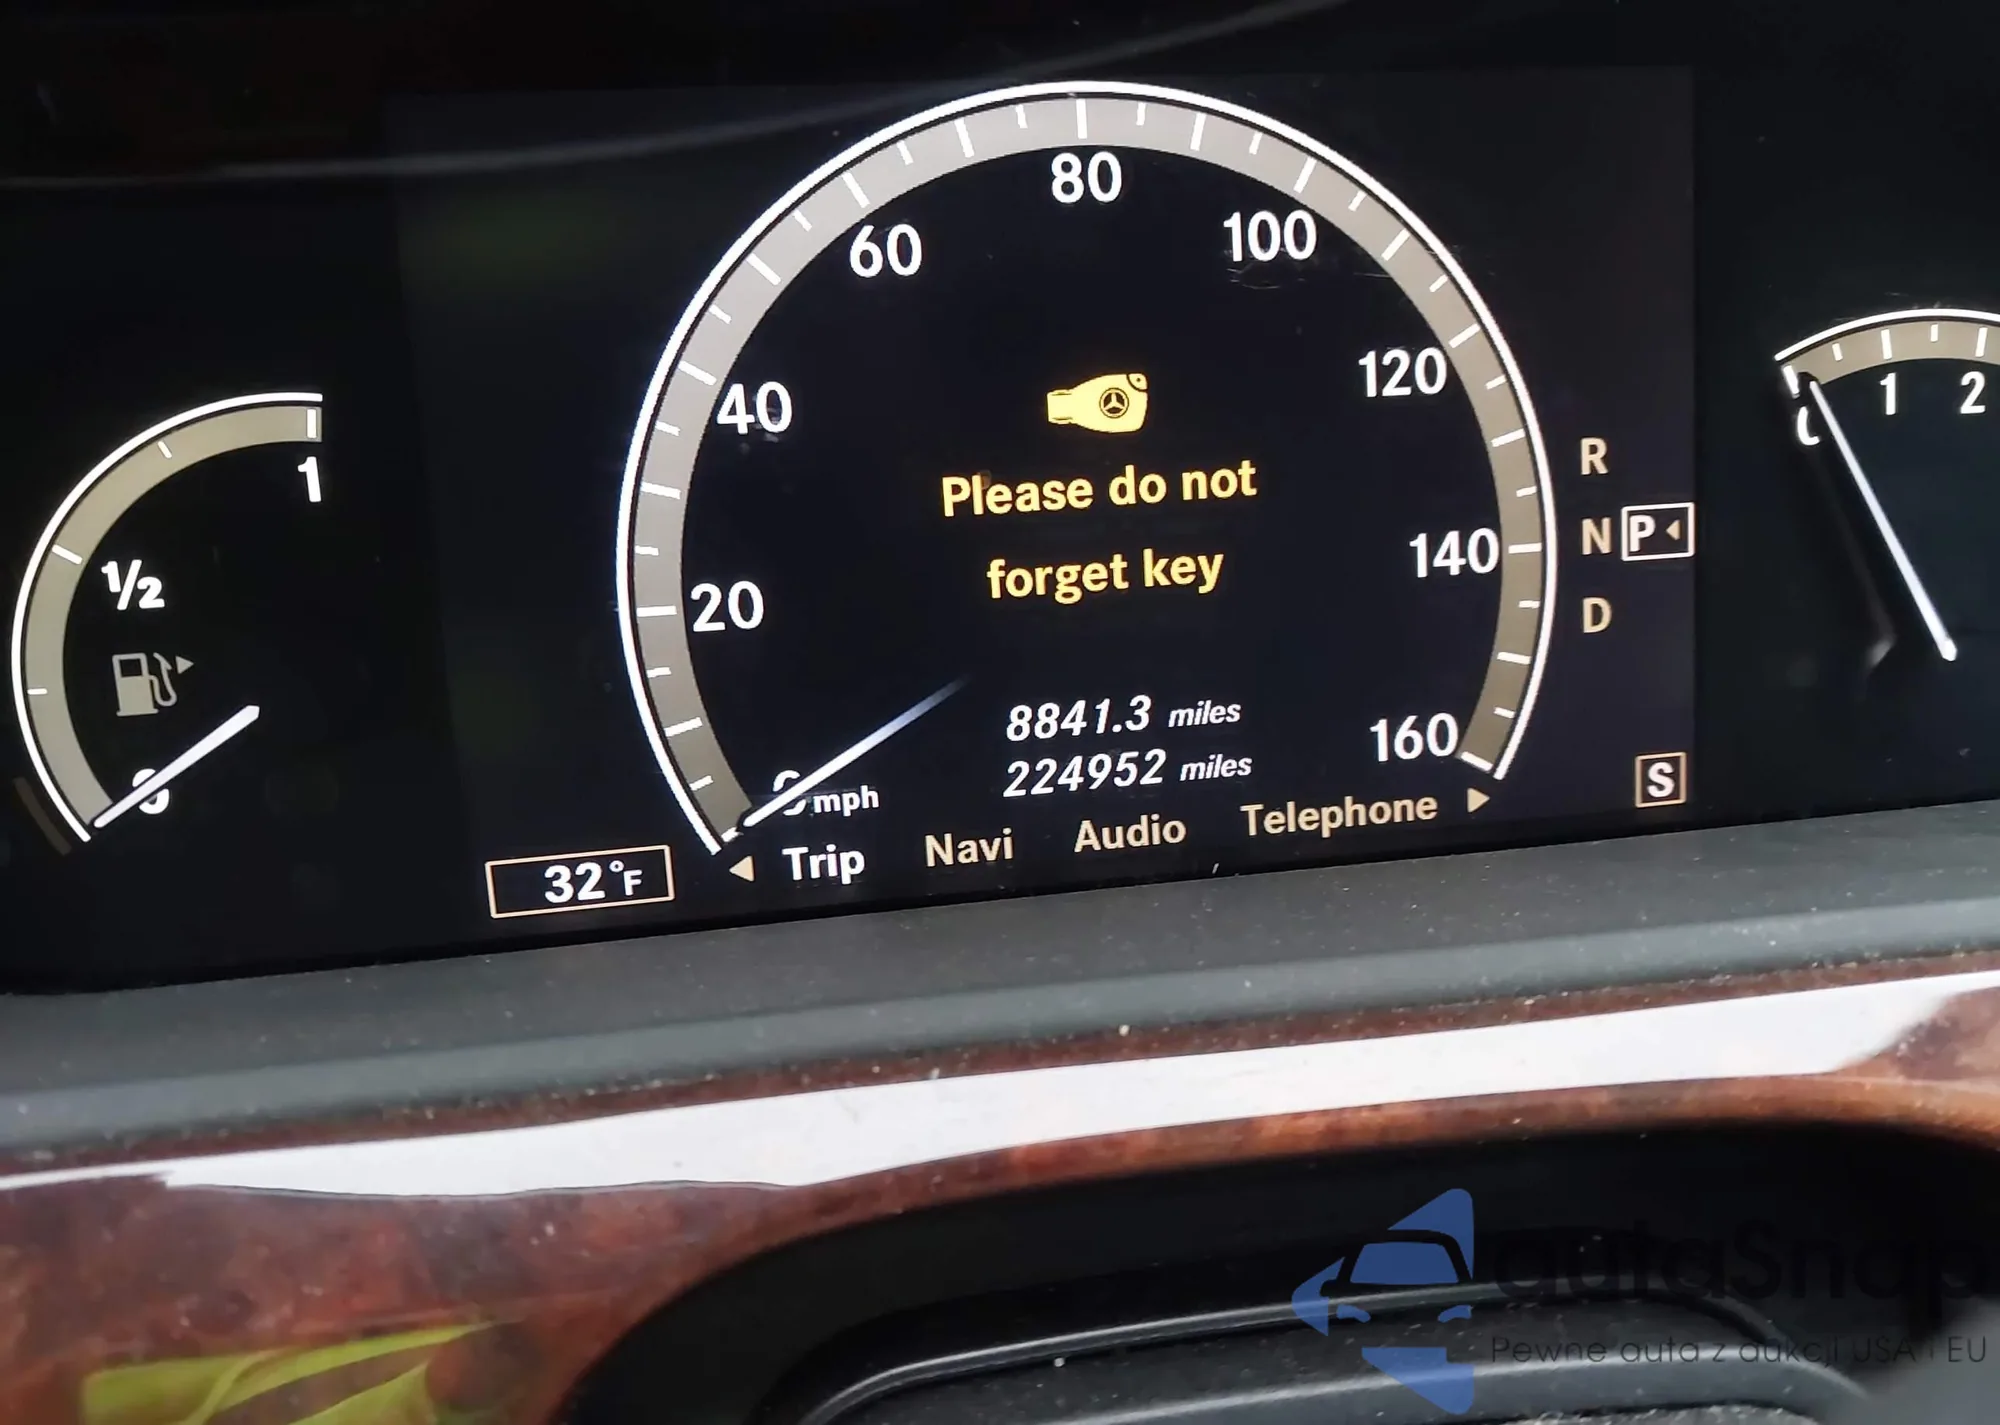 80
60
100
40
120
20
140
160
Please do not
forget key
8841.3 miles
224952 miles
mph
Trip Navi Audio Telephone
32°F
1
½
R
N P
D
S
1 2
autaSnap
Pewne auta z aukcji USA i EU